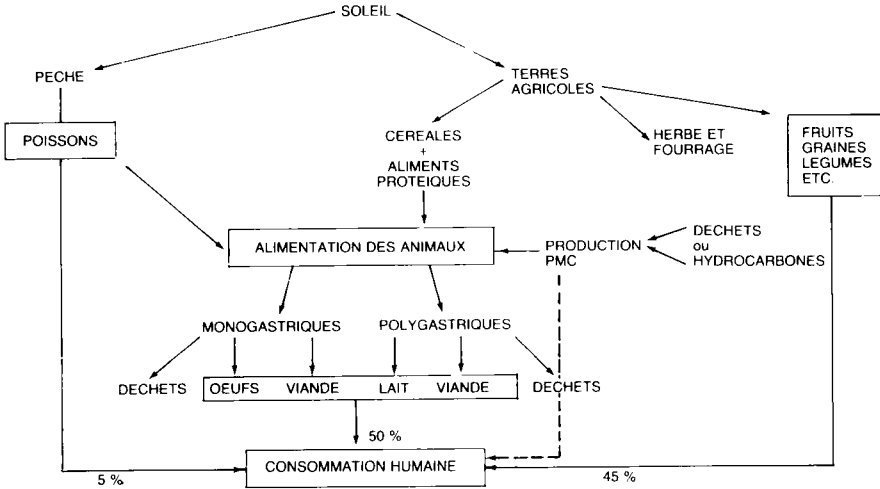 SOLEIL
PECHE
TERRES
AGRICOLES
POISSONS
CEREALES
+
ALIMENTS
PROTEIQUES
HERBE ET
FOURRAGE
FRUITS
GRAINES
LEGUMES
ETC.
ALIMENTATION DES ANIMAUX
PRODUCTION
PMC
DECHETS
ou
HYDROCARBONES
MONOGASTRIQUES
POLYGASTRIQUES
DECHETS
OEUFS
VIANDE
LAIT
VIANDE
DECHETS
50 %
CONSOMMATION HUMAINE
5 %
45 %